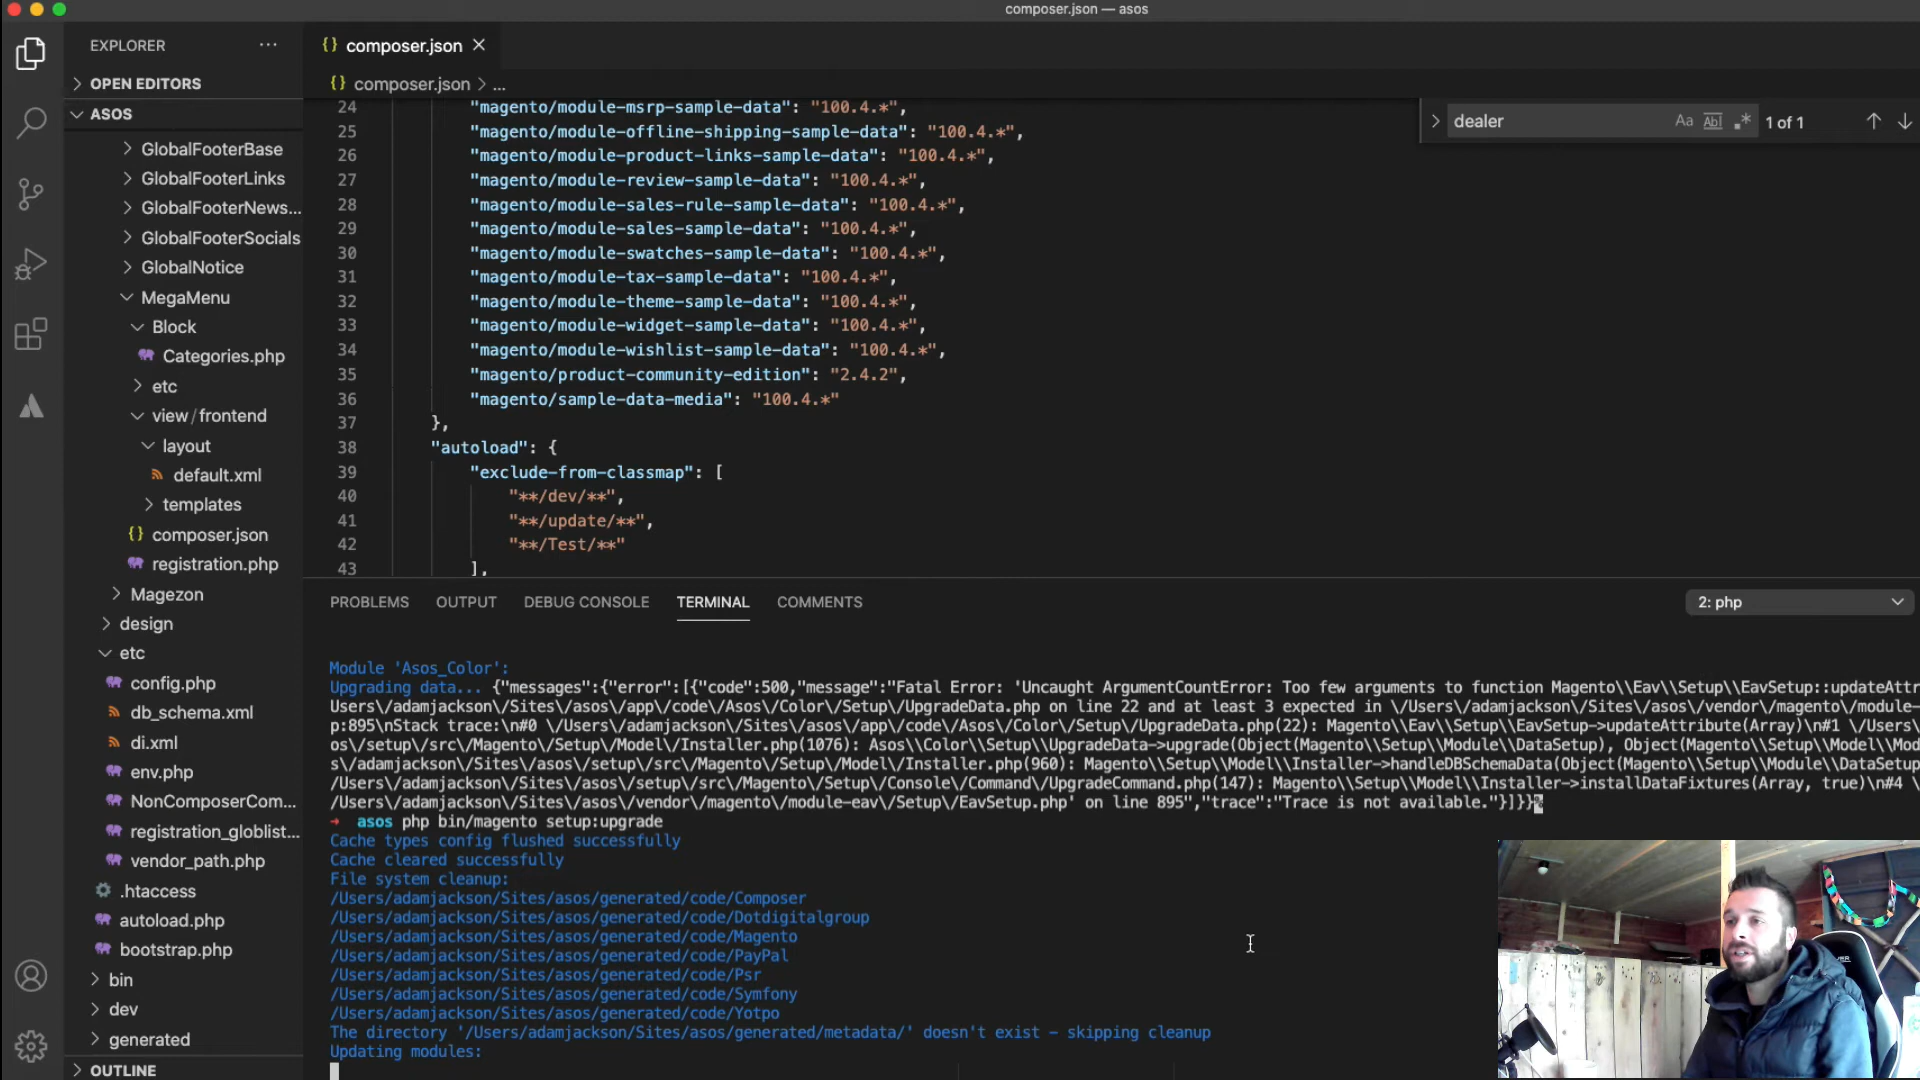 composer.json — asos
EXPLORER
OPEN EDITORS
ASOS
GlobalFooterBase
GlobalFooterLinks
GlobalFooterNews...
GlobalFooterSocials
GlobalNotice
MegaMenu
Block
Categories.php
etc
view/frontend
layout
default.xml
templates
composer.json
registration.php
Magezon
design
etc
config.php
db_schema.xml
di.xml
env.php
NonComposerCom...
registration_globlist...
vendor_path.php
.htaccess
autoload.php
bootstrap.php
bin
dev
generated
OUTLINE
{} composer.json
{} composer.json > ...
dealer
Aa Abl .* 1 of 1
24 "magento/module-msrp-sample-data": "100.4.*",
25 "magento/module-offline-shipping-sample-data": "100.4.*",
26 "magento/module-product-links-sample-data": "100.4.*",
27 "magento/module-review-sample-data": "100.4.*",
28 "magento/module-sales-rule-sample-data": "100.4.*",
29 "magento/module-sales-sample-data": "100.4.*",
30 "magento/module-swatches-sample-data": "100.4.*",
31 "magento/module-tax-sample-data": "100.4.*",
32 "magento/module-theme-sample-data": "100.4.*",
33 "magento/module-widget-sample-data": "100.4.*",
34 "magento/module-wishlist-sample-data": "100.4.*",
35 "magento/product-community-edition": "2.4.2",
36 "magento/sample-data-media": "100.4.*"
37 },
38 "autoload": {
39 "exclude-from-classmap": [
40 "**/dev/**",
41 "**/update/**",
42 "**/Test/**"
43 ],
PROBLEMS OUTPUT DEBUG CONSOLE TERMINAL COMMENTS
2: php
Module 'Asos_Color':
Upgrading data... {"messages":{"error":[{"code":500,"message":"Fatal Error: 'Uncaught ArgumentCountError: Too few arguments to function Magento\\Eav\\Setup\\EavSetup::updateAttr
Users\/adamjackson\/Sites\/asos\/app\/code\/Asos\/Color\/Setup\/UpgradeData.php on line 22 and at least 3 expected in \/Users\/adamjackson\/Sites\/asos\/vendor\/magento\/module-
p:895\nStack trace:\n#0 \/Users\/adamjackson\/Sites\/asos\/app\/code\/Asos\/Color\/Setup\/UpgradeData.php(22): Magento\\Eav\\Setup\\EavSetup->updateAttribute(Array)\n#1 \/Users
os\/setup\/src\/Magento\/Setup\/Model\/Installer.php(1076): Asos\\Color\\Setup\\UpgradeData->upgrade(Object(Magento\\Setup\\Module\\DataSetup), Object(Magento\\Setup\\Model\\Mod
s\/adamjackson\/Sites\/asos\/setup\/src\/Magento\/Setup\/Model\/Installer.php(960): Magento\\Setup\\Model\\Installer->handleDBSchemaData(Object(Magento\\Setup\\Module\\DataSetup
/Users\/adamjackson\/Sites\/asos\/setup\/src\/Magento\/Setup\/Console\/Command\/UpgradeCommand.php(147): Magento\\Setup\\Model\\Installer->installDataFixtures(Array, true)\n#4 \
/Users\/adamjackson\/Sites\/asos\/vendor\/magento\/module-eav\/Setup\/EavSetup.php' on line 895","trace":"Trace is not available."}]}}%
→ asos php bin/magento setup:upgrade
Cache types config flushed successfully
Cache cleared successfully
File system cleanup:
/Users/adamjackson/Sites/asos/generated/code/Composer
/Users/adamjackson/Sites/asos/generated/code/Dotdigitalgroup
/Users/adamjackson/Sites/asos/generated/code/Magento
/Users/adamjackson/Sites/asos/generated/code/PayPal
/Users/adamjackson/Sites/asos/generated/code/Psr
/Users/adamjackson/Sites/asos/generated/code/Symfony
/Users/adamjackson/Sites/asos/generated/code/Yotpo
The directory '/Users/adamjackson/Sites/asos/generated/metadata/' doesn't exist - skipping cleanup
Updating modules: